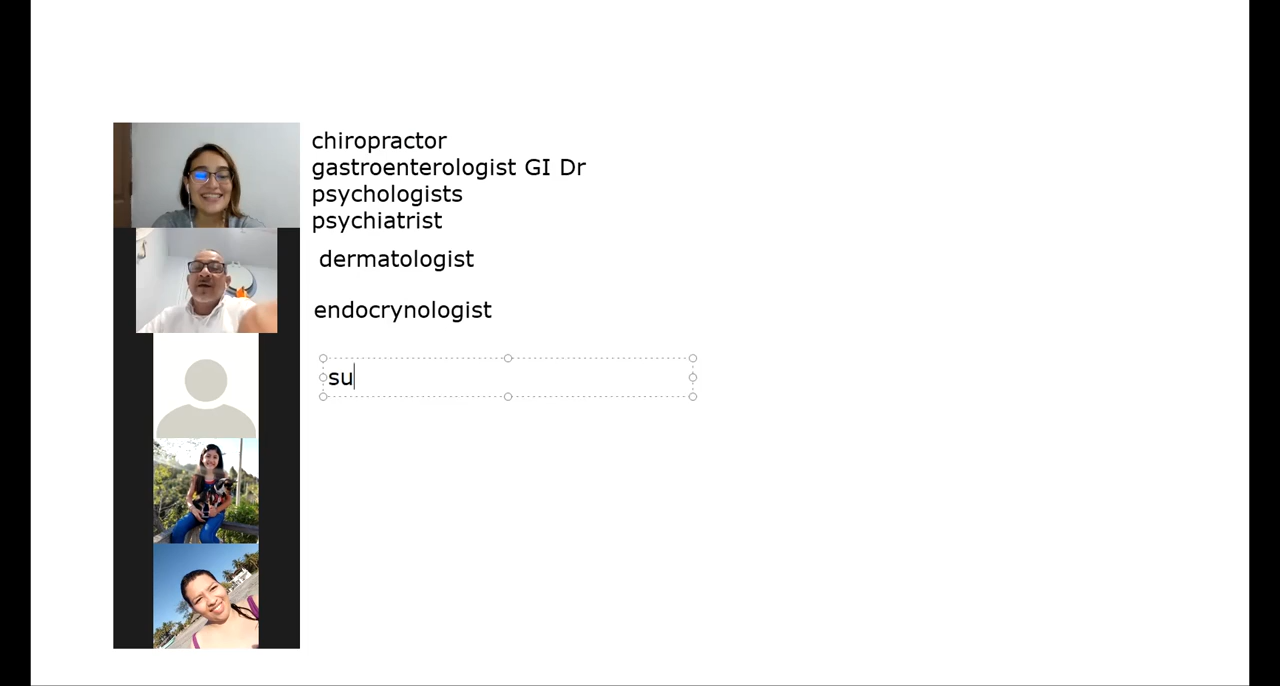 chiropractor
gastroenterologist GI Dr
psychologists
psychiatrist
dermatologist
endocrynologist
su